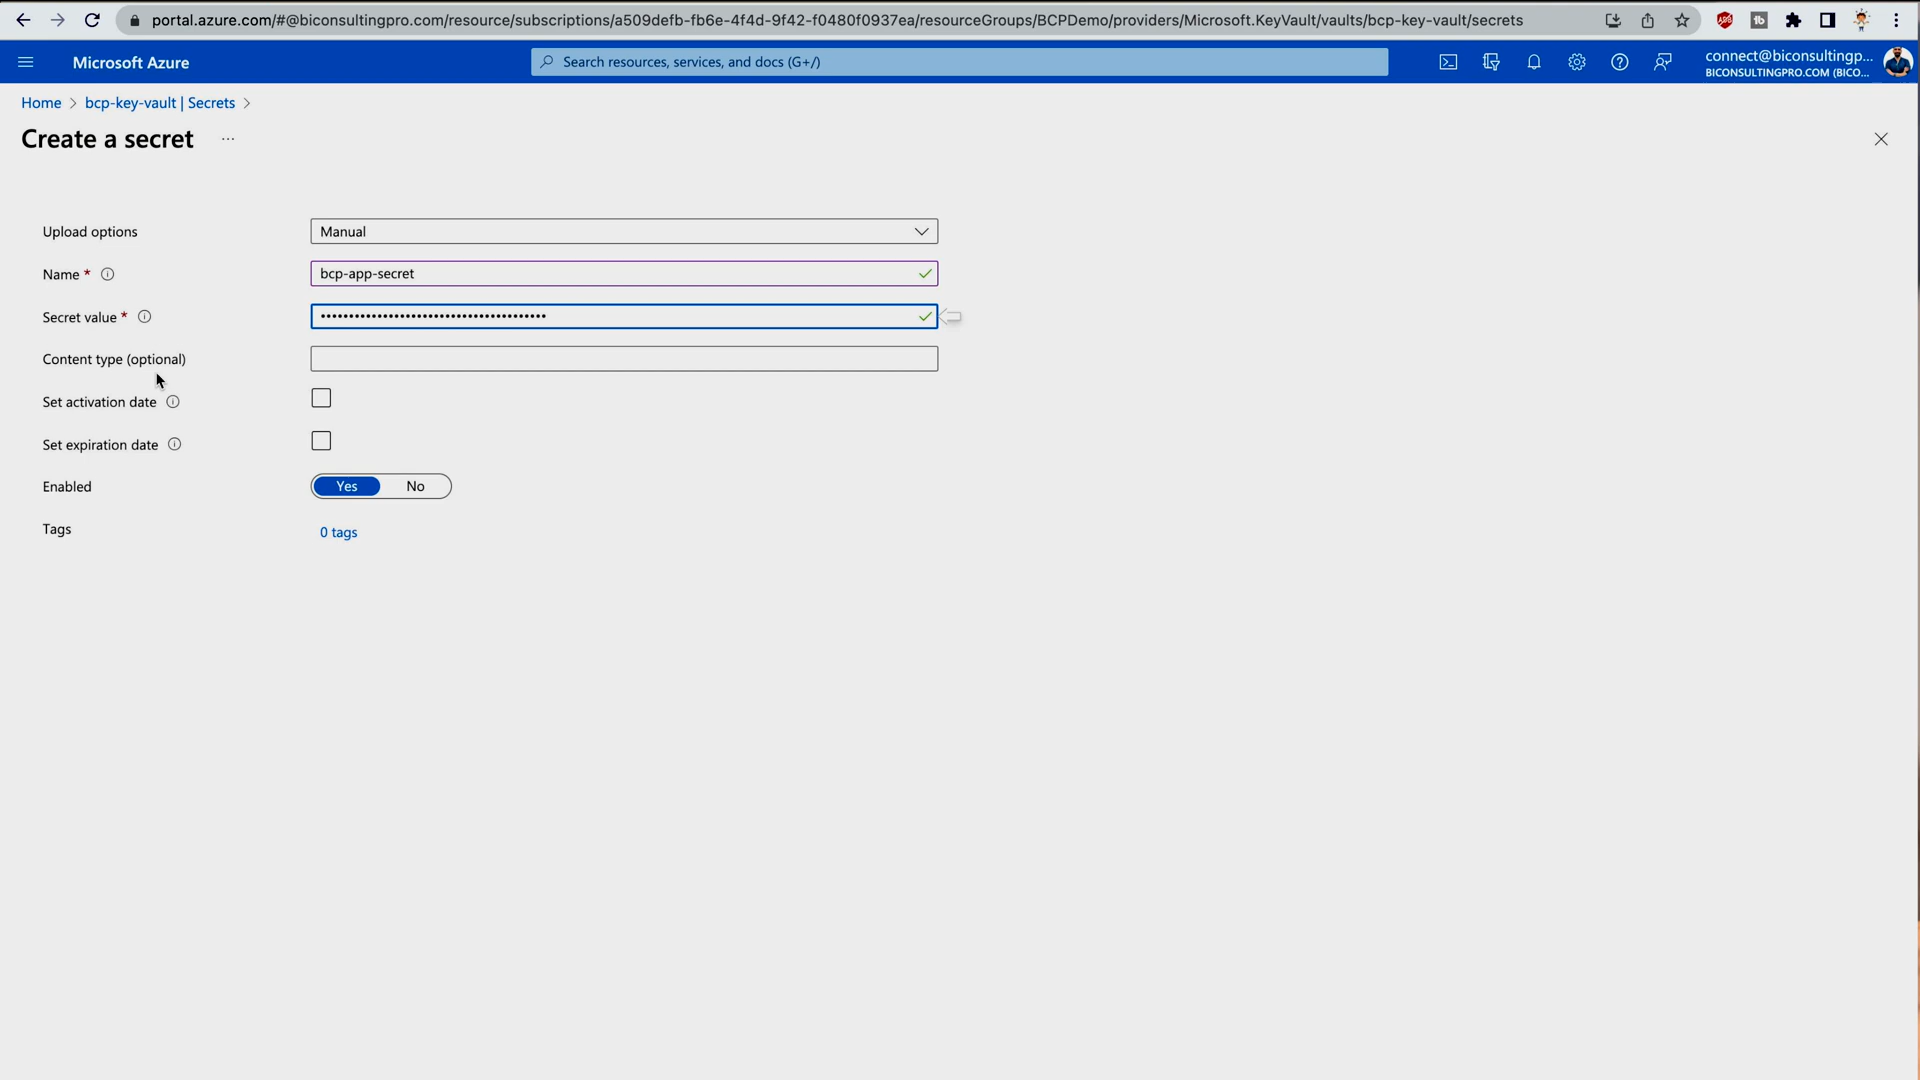 portal.azure.com/#@biconsultingpro.com/resource/subscriptions/a509defb-fb6e-4f4d-9f42-f0480f0937ea/resourceGroups/BCPDemo/providers/Microsoft.KeyVault/vaults/bcp-key-vault/secrets
Microsoft Azure
Search resources, services, and docs (G+/)
connect@biconsultingp...
BICONSULTINGPRO.COM (BICO...
Home > bcp-key-vault | Secrets >
Create a secret ...
Upload options Manual
Name * bcp-app-secret
Secret value * ••••••••••••••••••••••••••••••••••••••••
Content type (optional)
Set activation date
Set expiration date
Enabled Yes No
Tags 0 tags